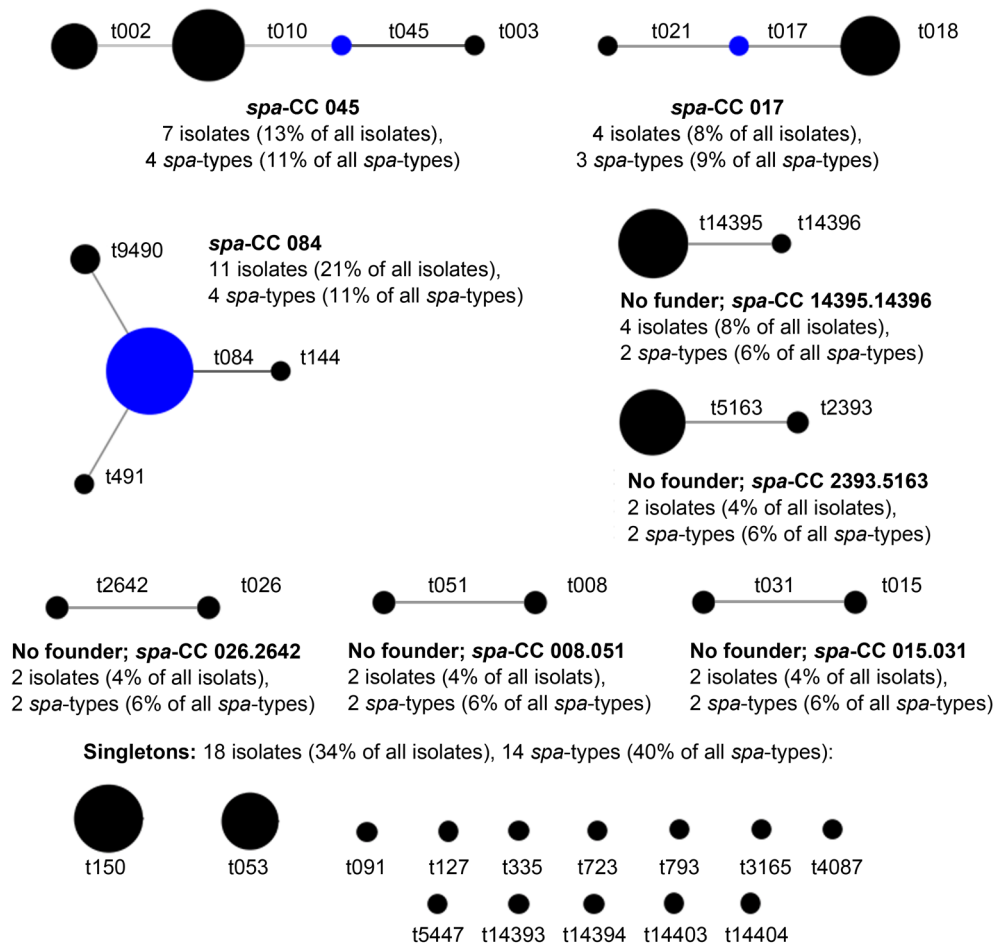 t002 t010 t045 t003
spa-CC 045
7 isolates (13% of all isolates),
4 spa-types (11% of all spa-types)
t021 t017 t018
spa-CC 017
4 isolates (8% of all isolates),
3 spa-types (9% of all spa-types)
t9490
spa-CC 084
11 isolates (21% of all isolates),
4 spa-types (11% of all spa-types)
t084 t144
t491
t14395 t14396
No funder; spa-CC 14395.14396
4 isolates (8% of all isolates),
2 spa-types (6% of all spa-types)
t5163 t2393
No founder; spa-CC 2393.5163
2 isolates (4% of all isolates),
2 spa-types (6% of all spa-types)
t2642 t026
No founder; spa-CC 026.2642
2 isolates (4% of all isolats),
2 spa-types (6% of all spa-types)
t051 t008
No founder; spa-CC 008.051
2 isolates (4% of all isolates),
2 spa-types (6% of all spa-types)
t031 t015
No founder; spa-CC 015.031
2 isolates (4% of all isolats),
2 spa-types (6% of all spa-types)
Singletons: 18 isolates (34% of all isolates), 14 spa-types (40% of all spa-types):
t150 t053 t091 t127 t335 t723 t793 t3165 t4087
t5447 t14393 t14394 t14403 t14404